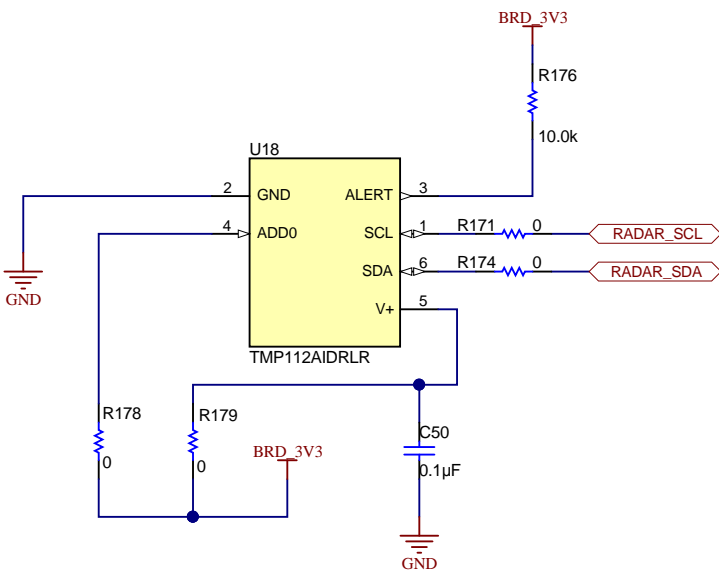 BRD_3V3
R176
10.0k
U18
2 GND ALERT 3
4 ADD0 SCL 1 R171 0 RADAR_SCL
SDA 6 R174 0 RADAR_SDA
V+ 5
GND
TMP112AIDRLR
R178 R179
C50
BRD_3V3
0 0 0.1µF
GND